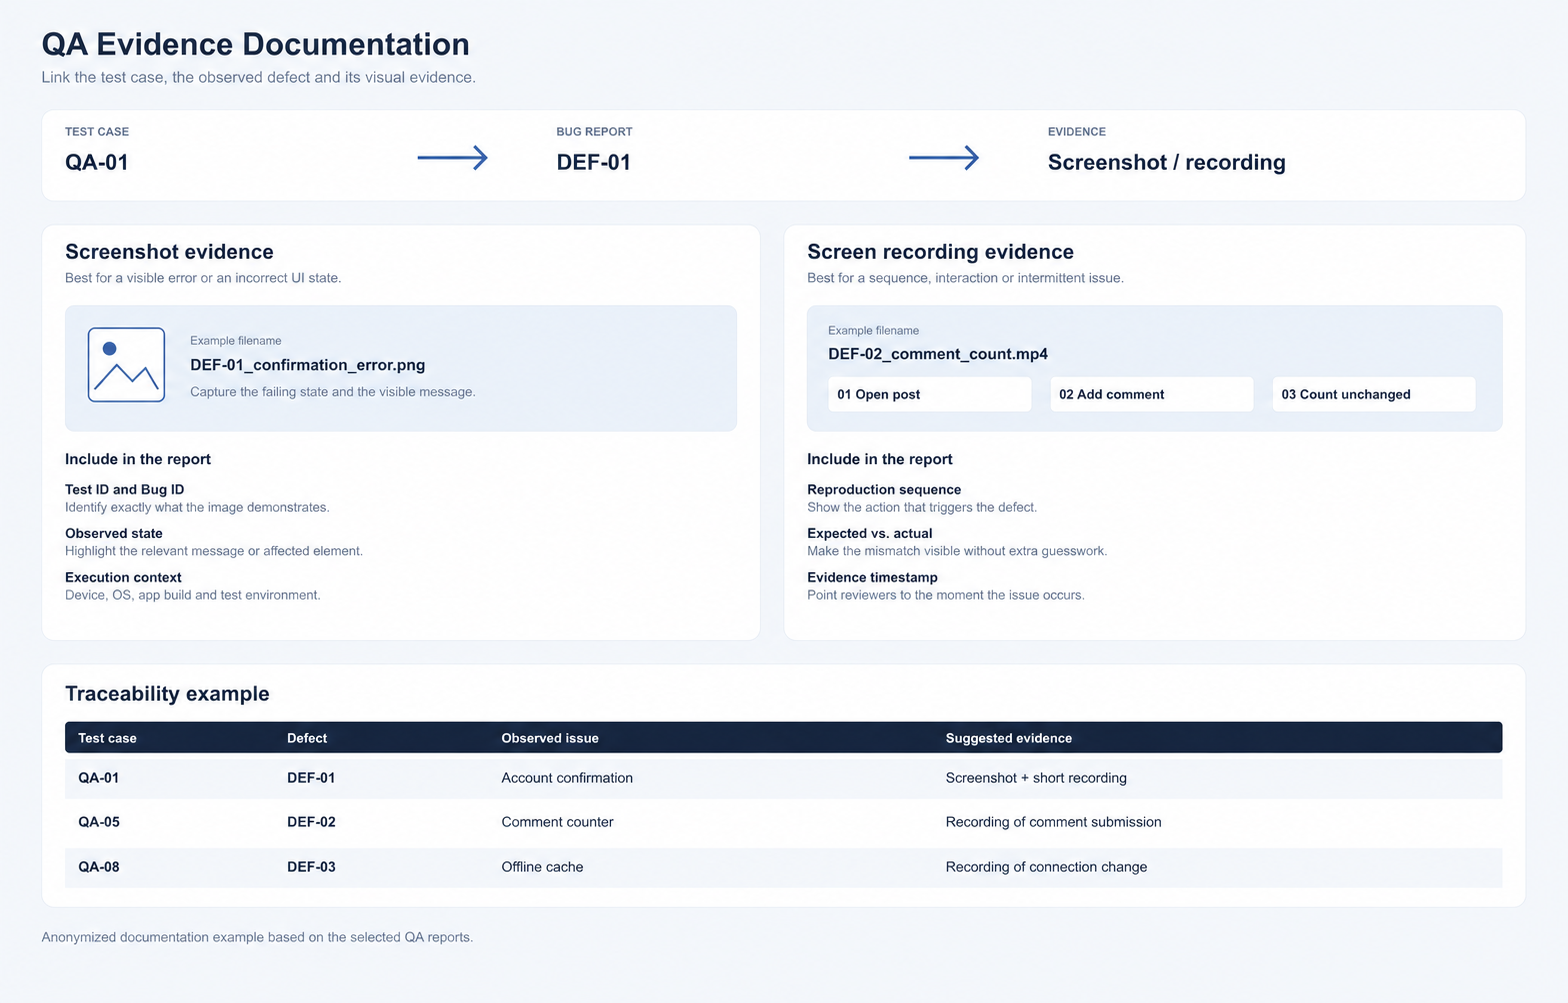 QA Evidence Documentation
Link the test case, the observed defect and its visual evidence.
TEST CASE
QA-01
BUG REPORT
DEF-01
EVIDENCE
Screenshot / recording
Screenshot evidence
Best for a visible error or an incorrect UI state.
Example filename
DEF-01_confirmation_error.png
Capture the failing state and the visible message.
Include in the report
Test ID and Bug ID
Identify exactly what the image demonstrates.
Observed state
Highlight the relevant message or affected element.
Execution context
Device, OS, app build and test environment.
Screen recording evidence
Best for a sequence, interaction or intermittent issue.
Example filename
DEF-02_comment_count.mp4
01 Open post
02 Add comment
03 Count unchanged
Include in the report
Reproduction sequence
Show the action that triggers the defect.
Expected vs. actual
Make the mismatch visible without extra guesswork.
Evidence timestamp
Point reviewers to the moment the issue occurs.
Traceability example
Test case Defect Observed issue Suggested evidence
QA-01 DEF-01 Account confirmation Screenshot + short recording
QA-05 DEF-02 Comment counter Recording of comment submission
QA-08 DEF-03 Offline cache Recording of connection change
Anonymized documentation example based on the selected QA reports.